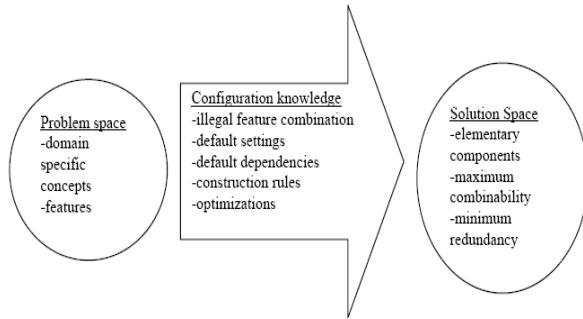 Problem space
-domain
specific
concepts
-features
Configuration knowledge
-illegal feature combination
-default settings
-default dependencies
-construction rules
-optimizations
Solution Space
-elementary
components
-maximum
combinability
-minimum
redundancy